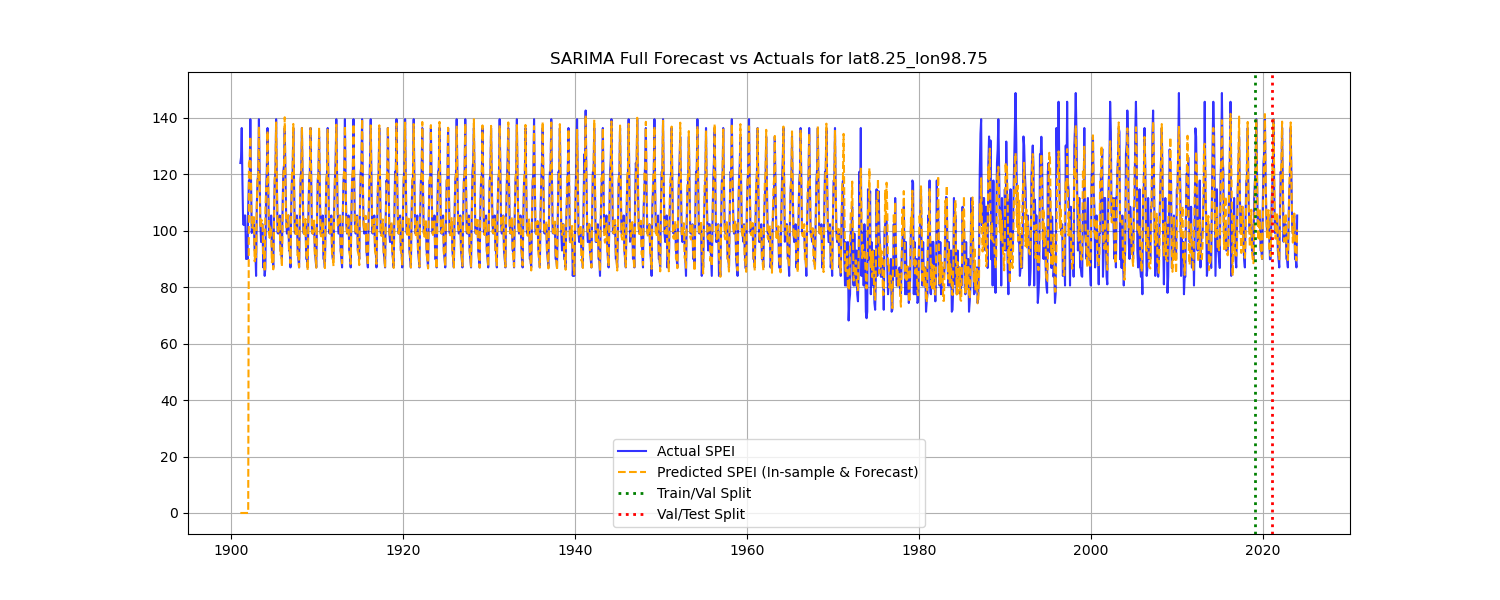 SARIMA Full Forecast vs Actuals for lat8.25_lon98.75
140
120
100
80
60
40
20
0
Actual SPEI
Predicted SPEI (In-sample & Forecast)
Train/Val Split
Val/Test Split
1900 1920 1940 1960 1980 2000 2020